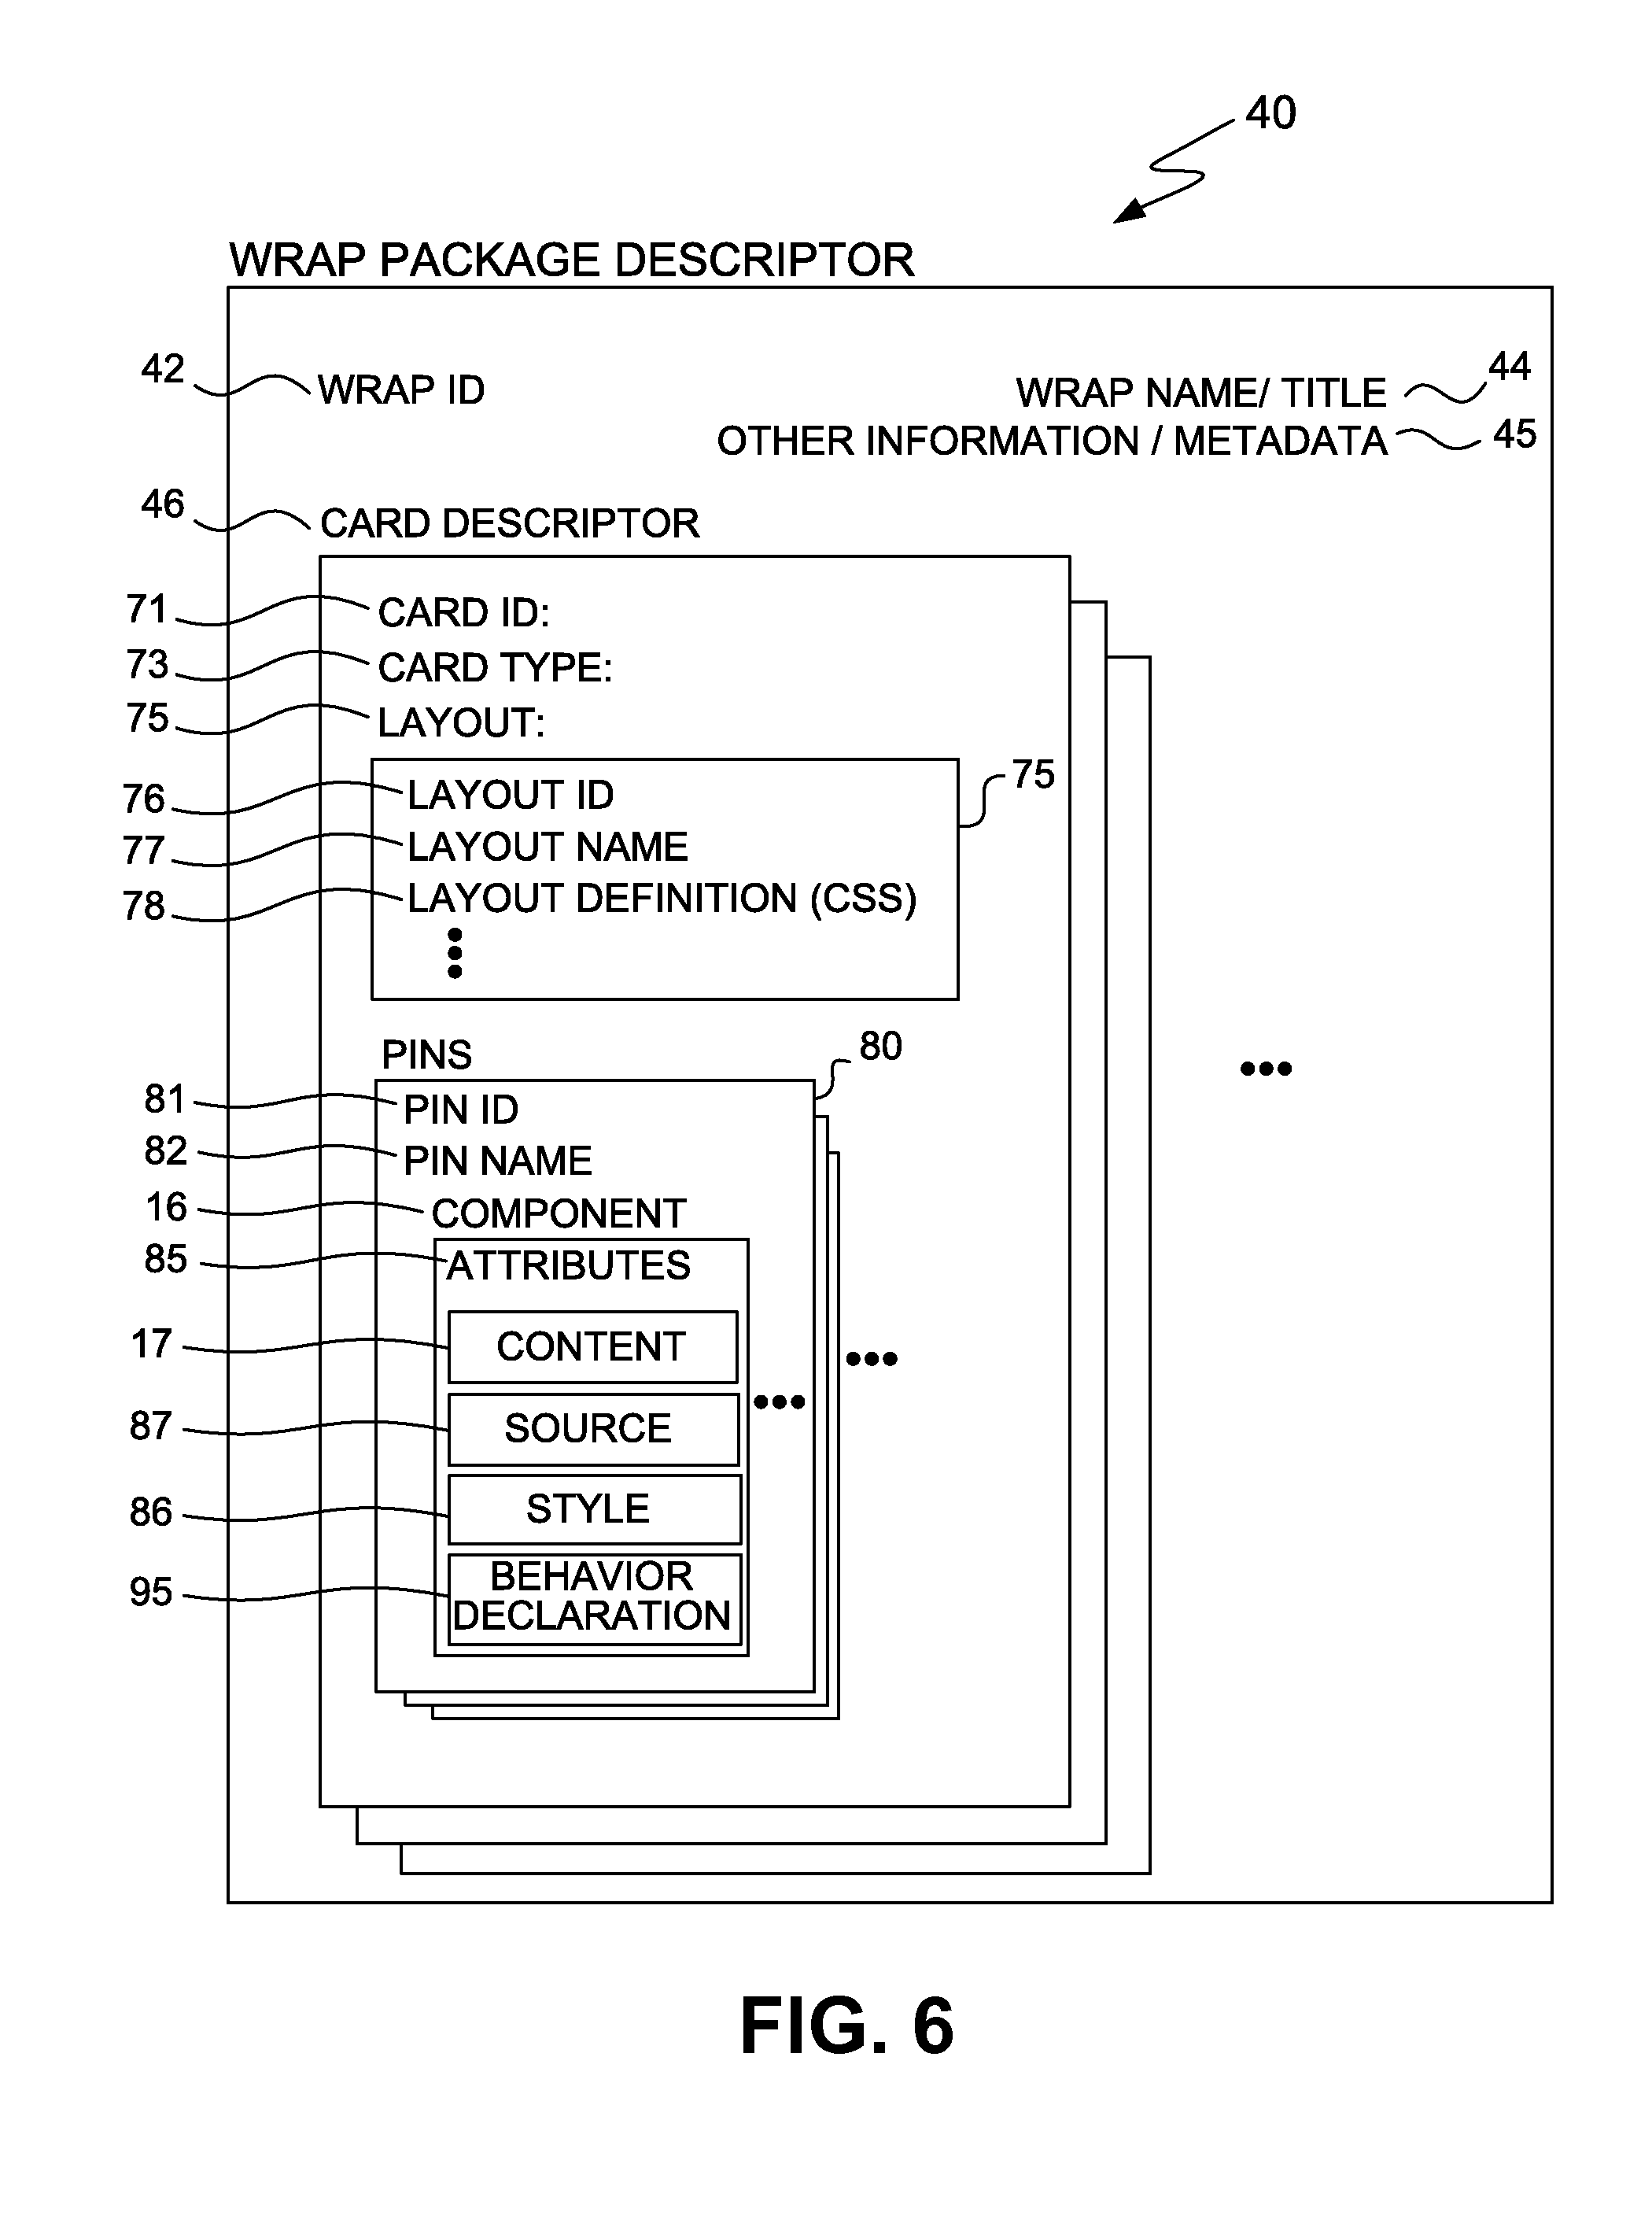 40
WRAP PACKAGE DESCRIPTOR
42 WRAP ID
WRAP NAME/ TITLE 44
OTHER INFORMATION / METADATA 45
46 CARD DESCRIPTOR
71 CARD ID:
73 CARD TYPE:
75 LAYOUT:
75
76 LAYOUT ID
77 LAYOUT NAME
78 LAYOUT DEFINITION (CSS)
PINS 80
81 PIN ID
82 PIN NAME
16 COMPONENT
85 ATTRIBUTES
17 CONTENT
87 SOURCE
86 STYLE
95 BEHAVIOR
DECLARATION
FIG. 6